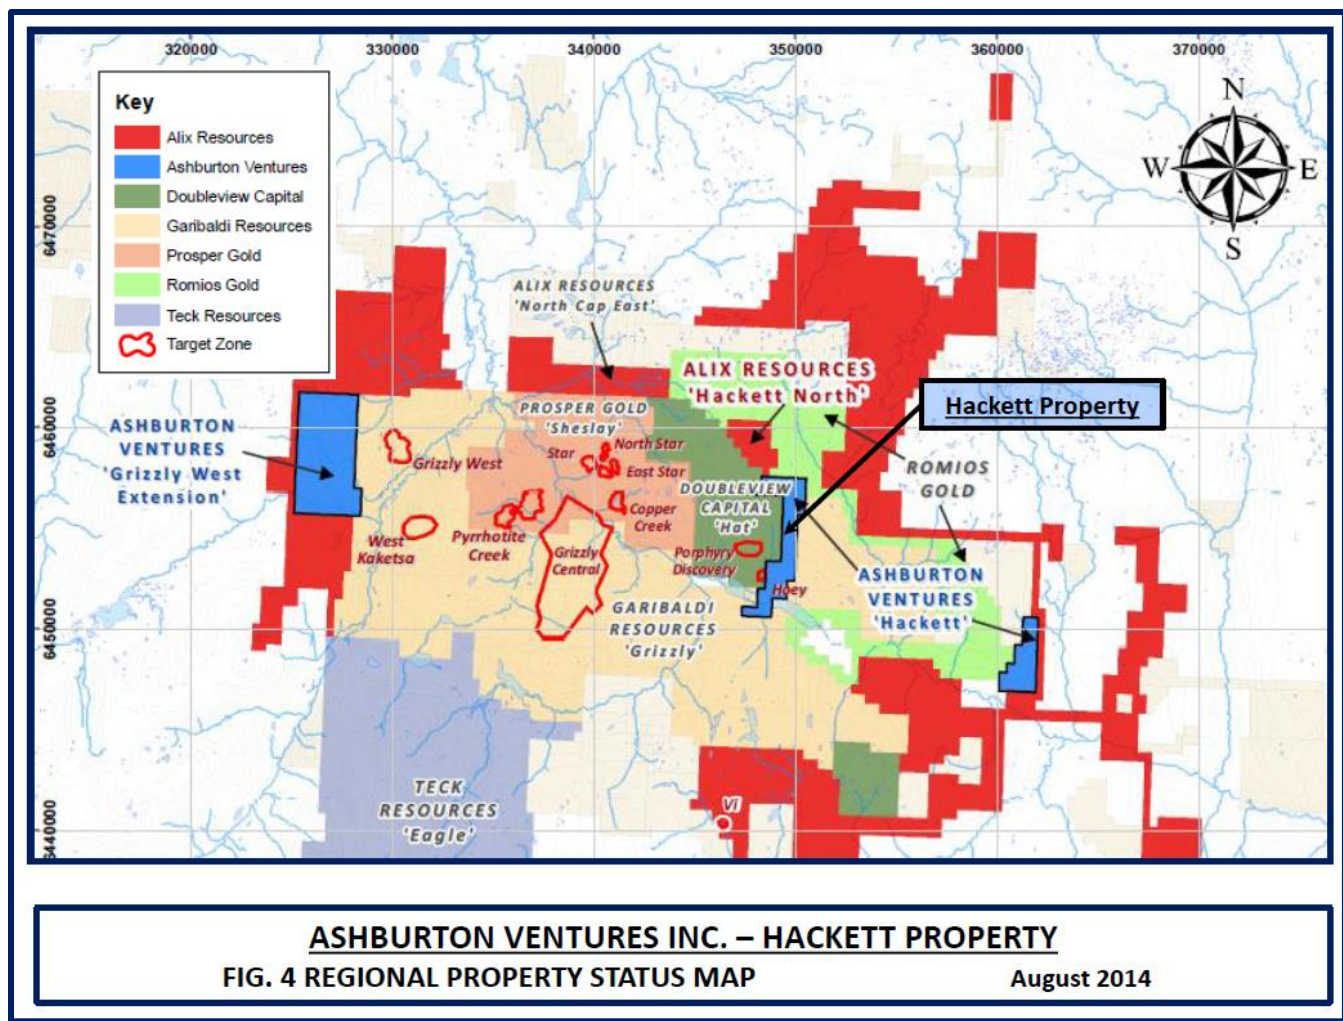 320000
330000
340000
350000
360000
370000
6470000
6460000
6450000
6440000
Key
Alix Resources
Ashburton Ventures
Doubleview Capital
Garibaldi Resources
Prosper Gold
Romios Gold
Teck Resources
Target Zone
N
W
E
S
ALIX RESOURCES
'North Cap East'
ALIX RESOURCES
'Hackett North'
Hackett Property
ASHBURTON
VENTURES
'Grizzly West
Extension'
PROSPER GOLD
'Sheslay'
North Star
Star
East Star
Grizzly West
ROMIOS
GOLD
DOUBLEVIEW
CAPITAL
'Hat'
Copper
Creek
West
Kaketsa
Pyrrhotite
Creek
Grizzly
Central
Porphyry
Discovery
Hoey
ASHBURTON
VENTURES
'Hackett'
GARIBALDI
RESOURCES
'Grizzly'
TECK
RESOURCES
'Eagle'
Vi
ASHBURTON VENTURES INC. – HACKETT PROPERTY
FIG. 4 REGIONAL PROPERTY STATUS MAP August 2014